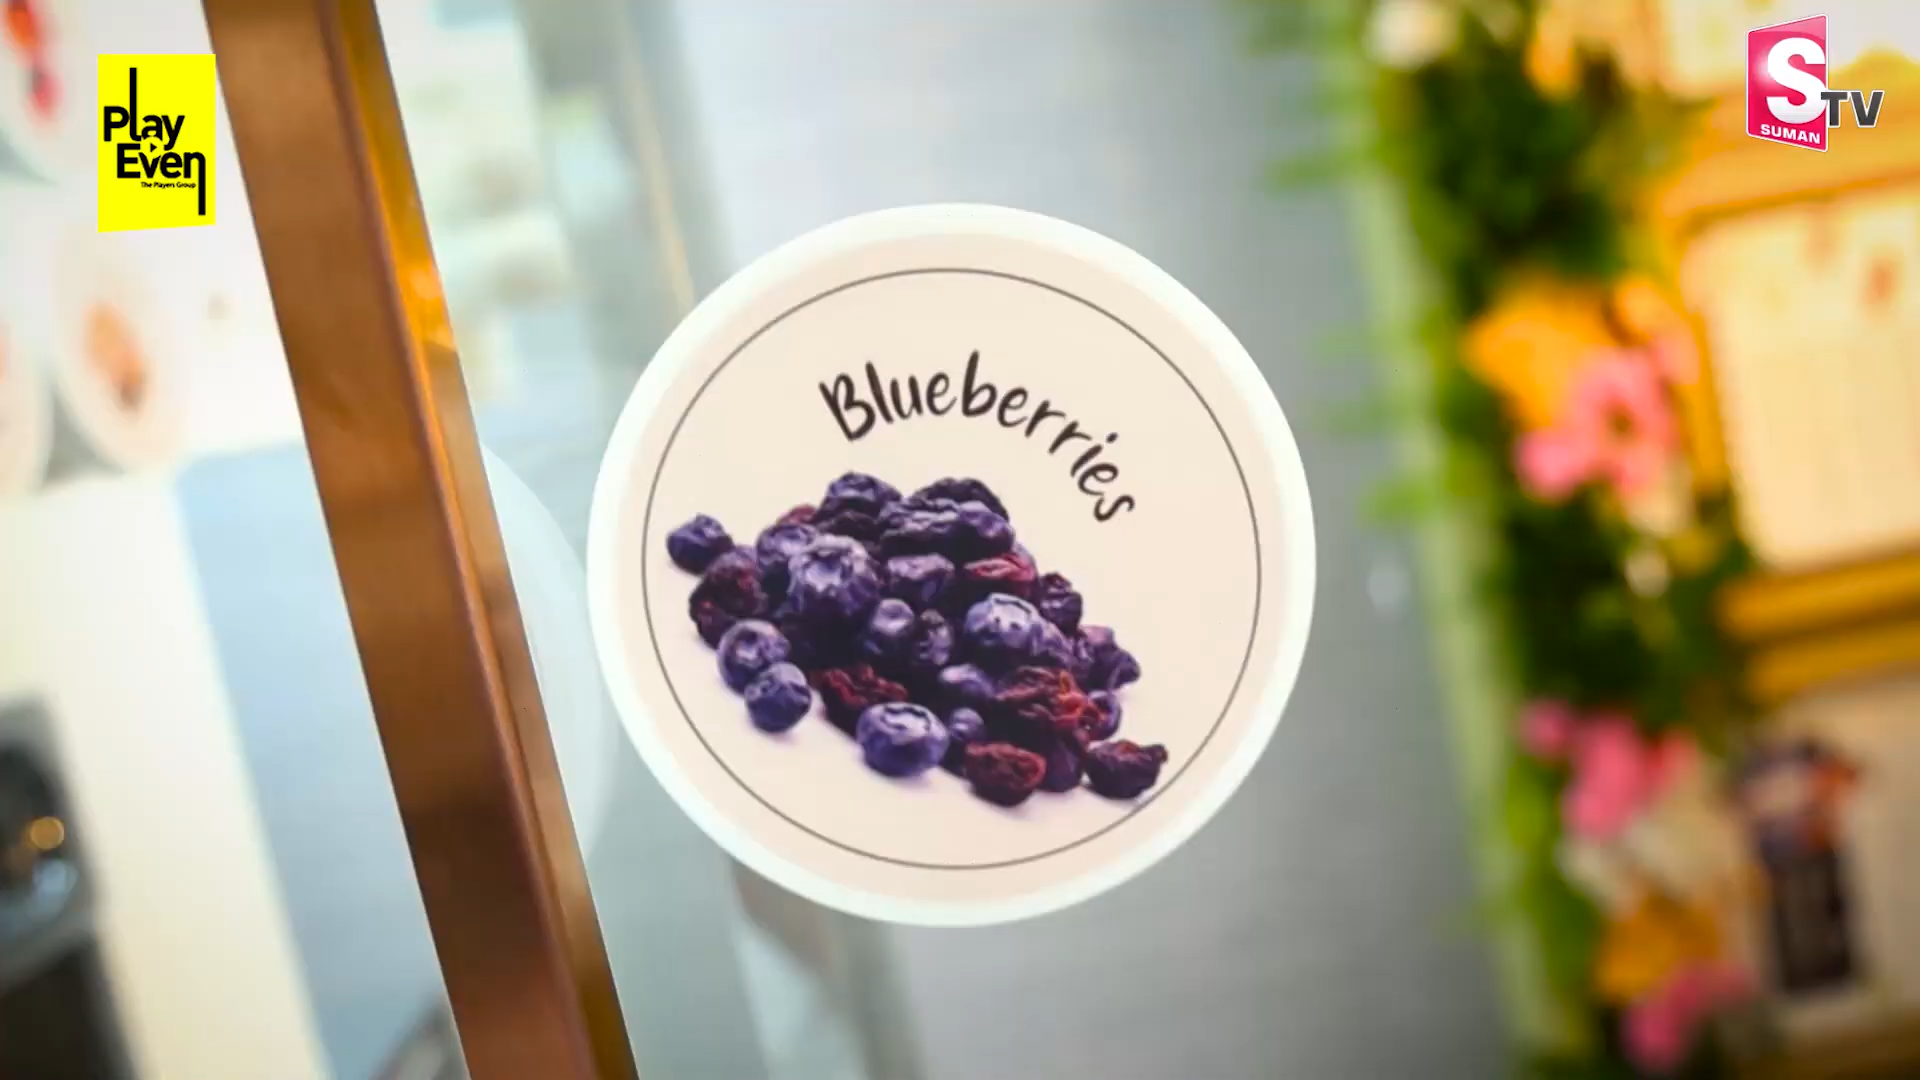 Play
Even
The Players Group
S
TV
SUMAN
Blueberries